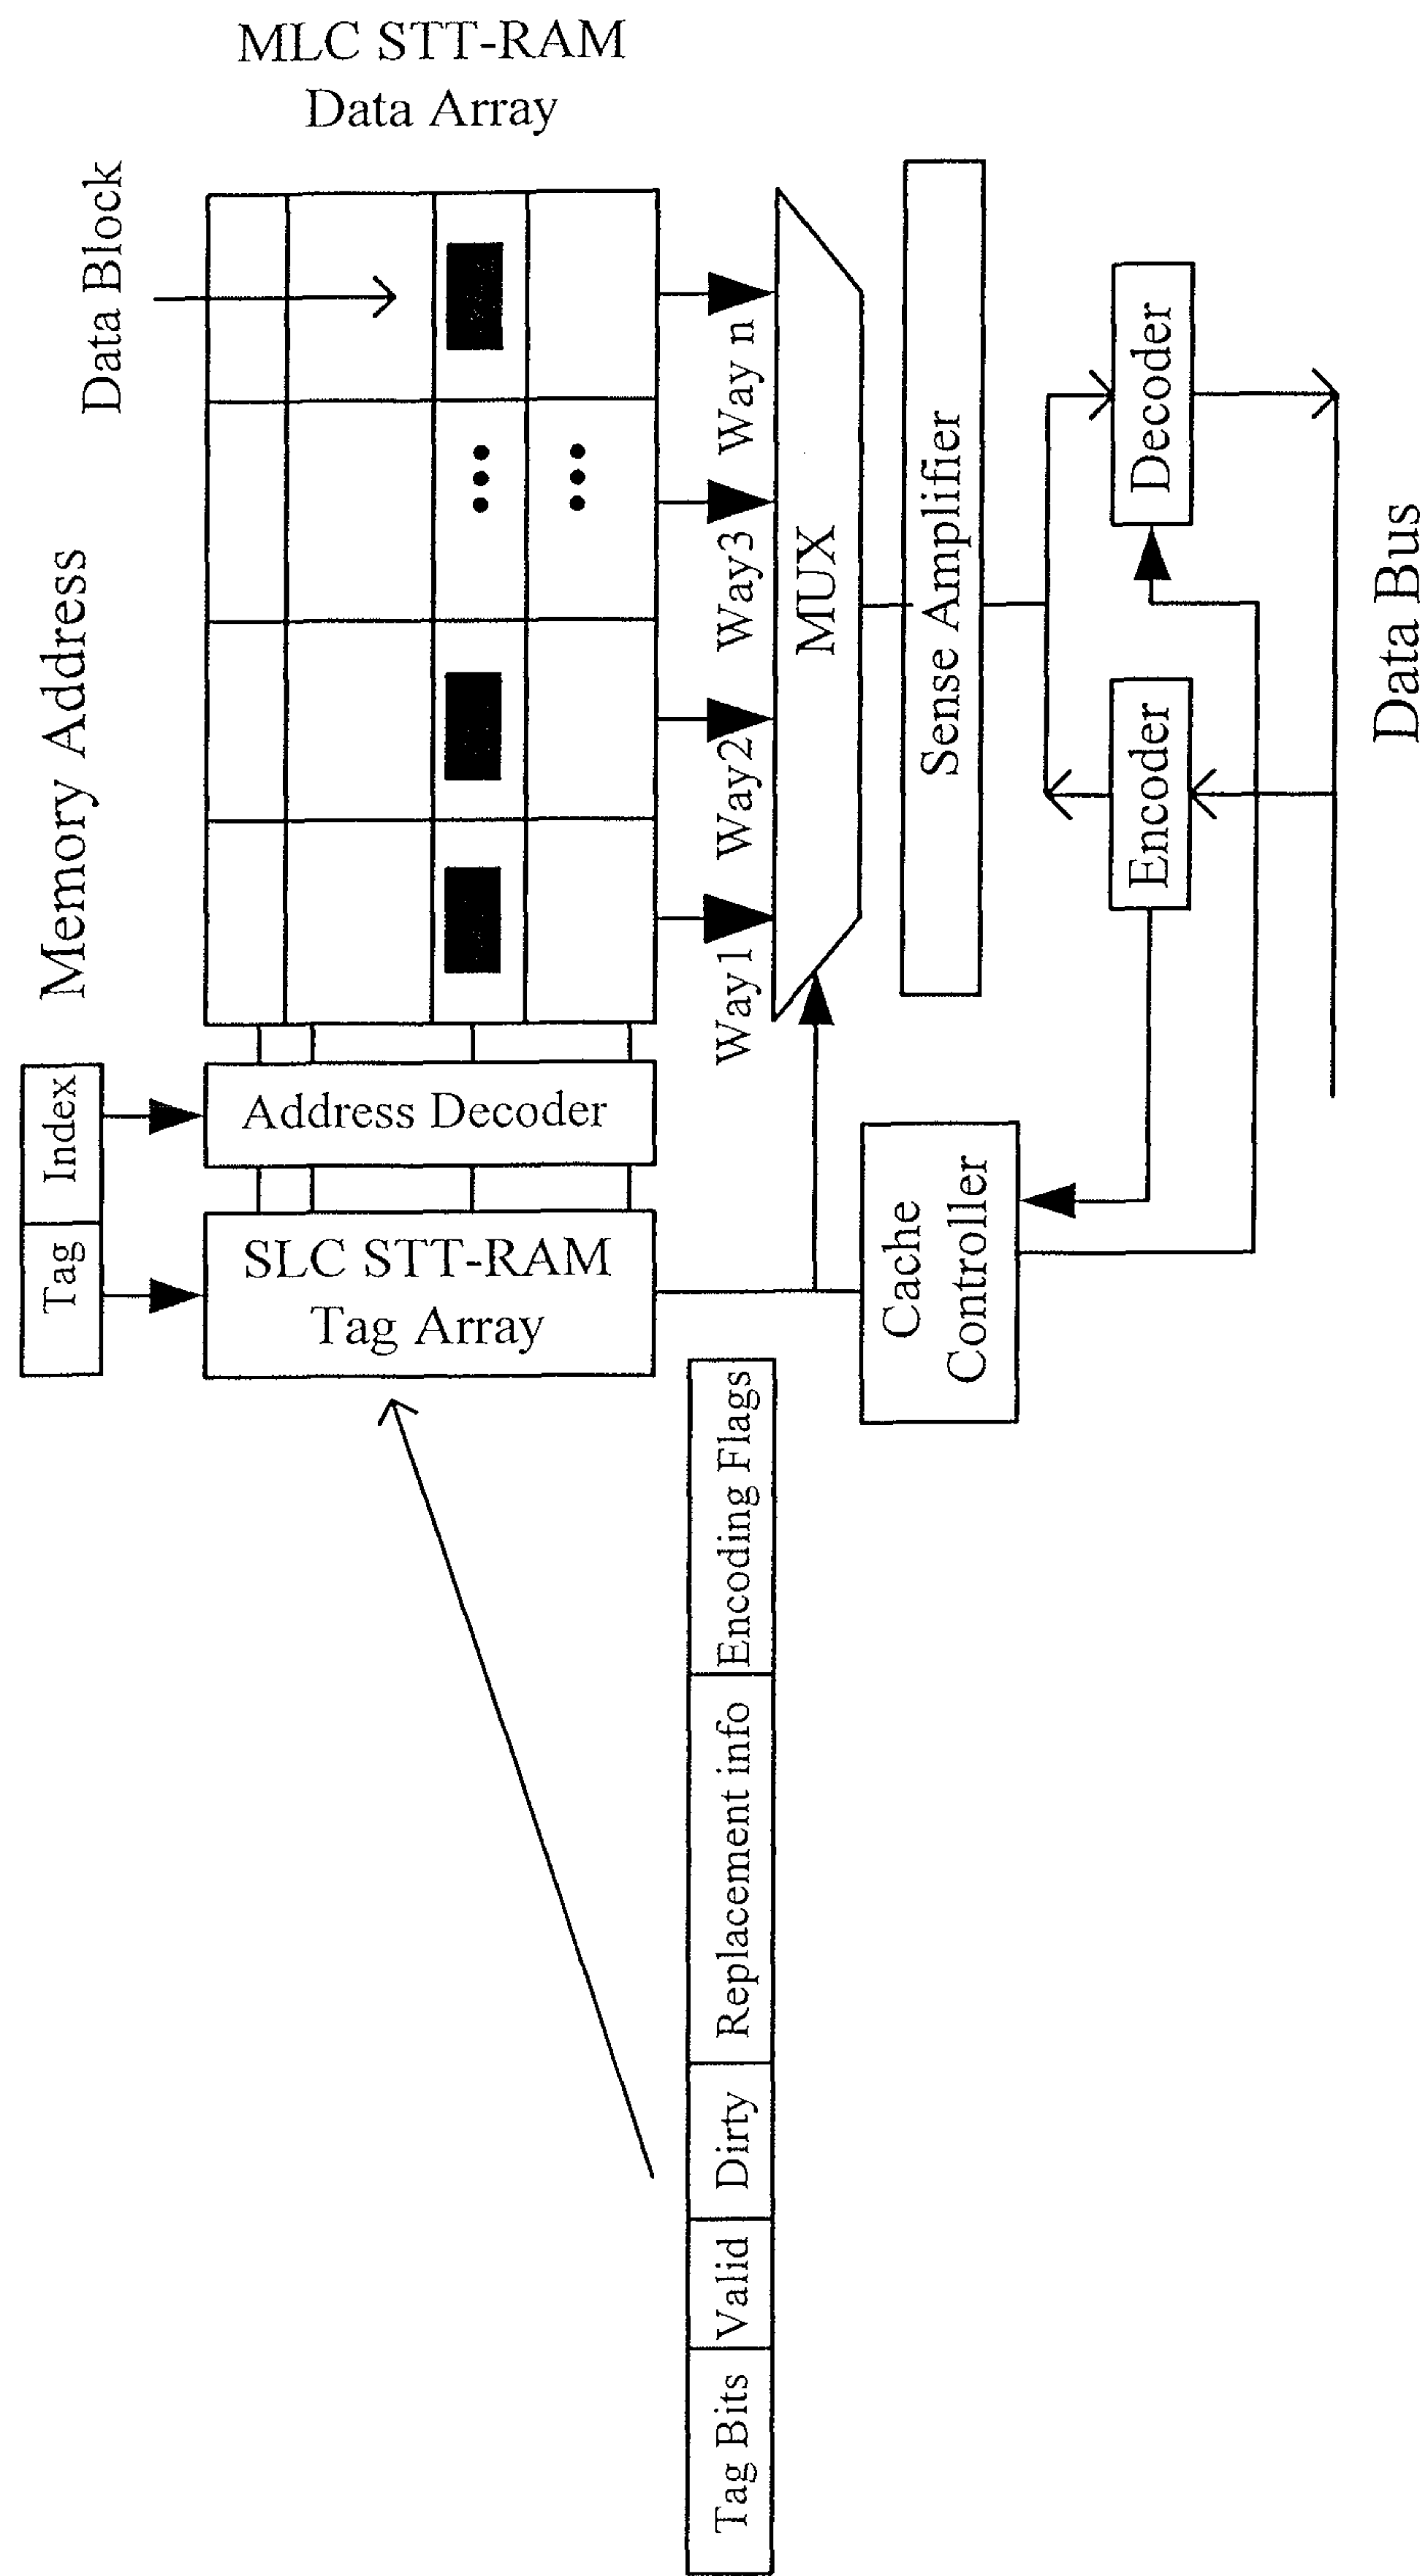 MLC STT-RAM
Data Array
Data Block
Memory Address
Tag
Index
Address Decoder
SLC STT-RAM
Tag Array
Way1
Way2
Way3
Way n
MUX
Sense Amplifier
Cache
Controller
Encoder
Decoder
Data Bus
Tag Bits
Valid
Dirty
Replacement info
Encoding Flags